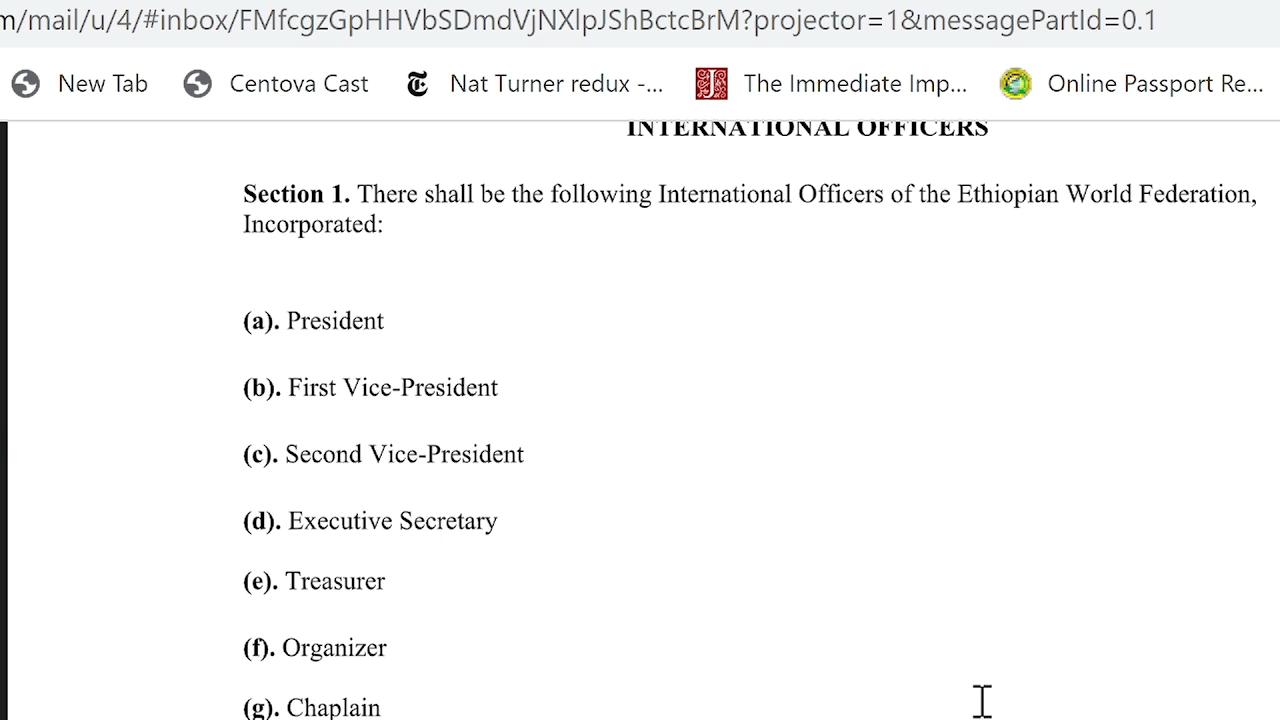 m/mail/u/4/#inbox/FMfcgzGpHHVbSDmdVjNXlpJShBctcBrM?projector=1&messagePartId=0.1
New Tab Centova Cast Nat Turner redux -... The Immediate Imp... Online Passport Re...
INTERNATIONAL OFFICERS
Section 1. There shall be the following International Officers of the Ethiopian World Federation,
Incorporated:
(a). President
(b). First Vice-President
(c). Second Vice-President
(d). Executive Secretary
(e). Treasurer
(f). Organizer
(g). Chaplain